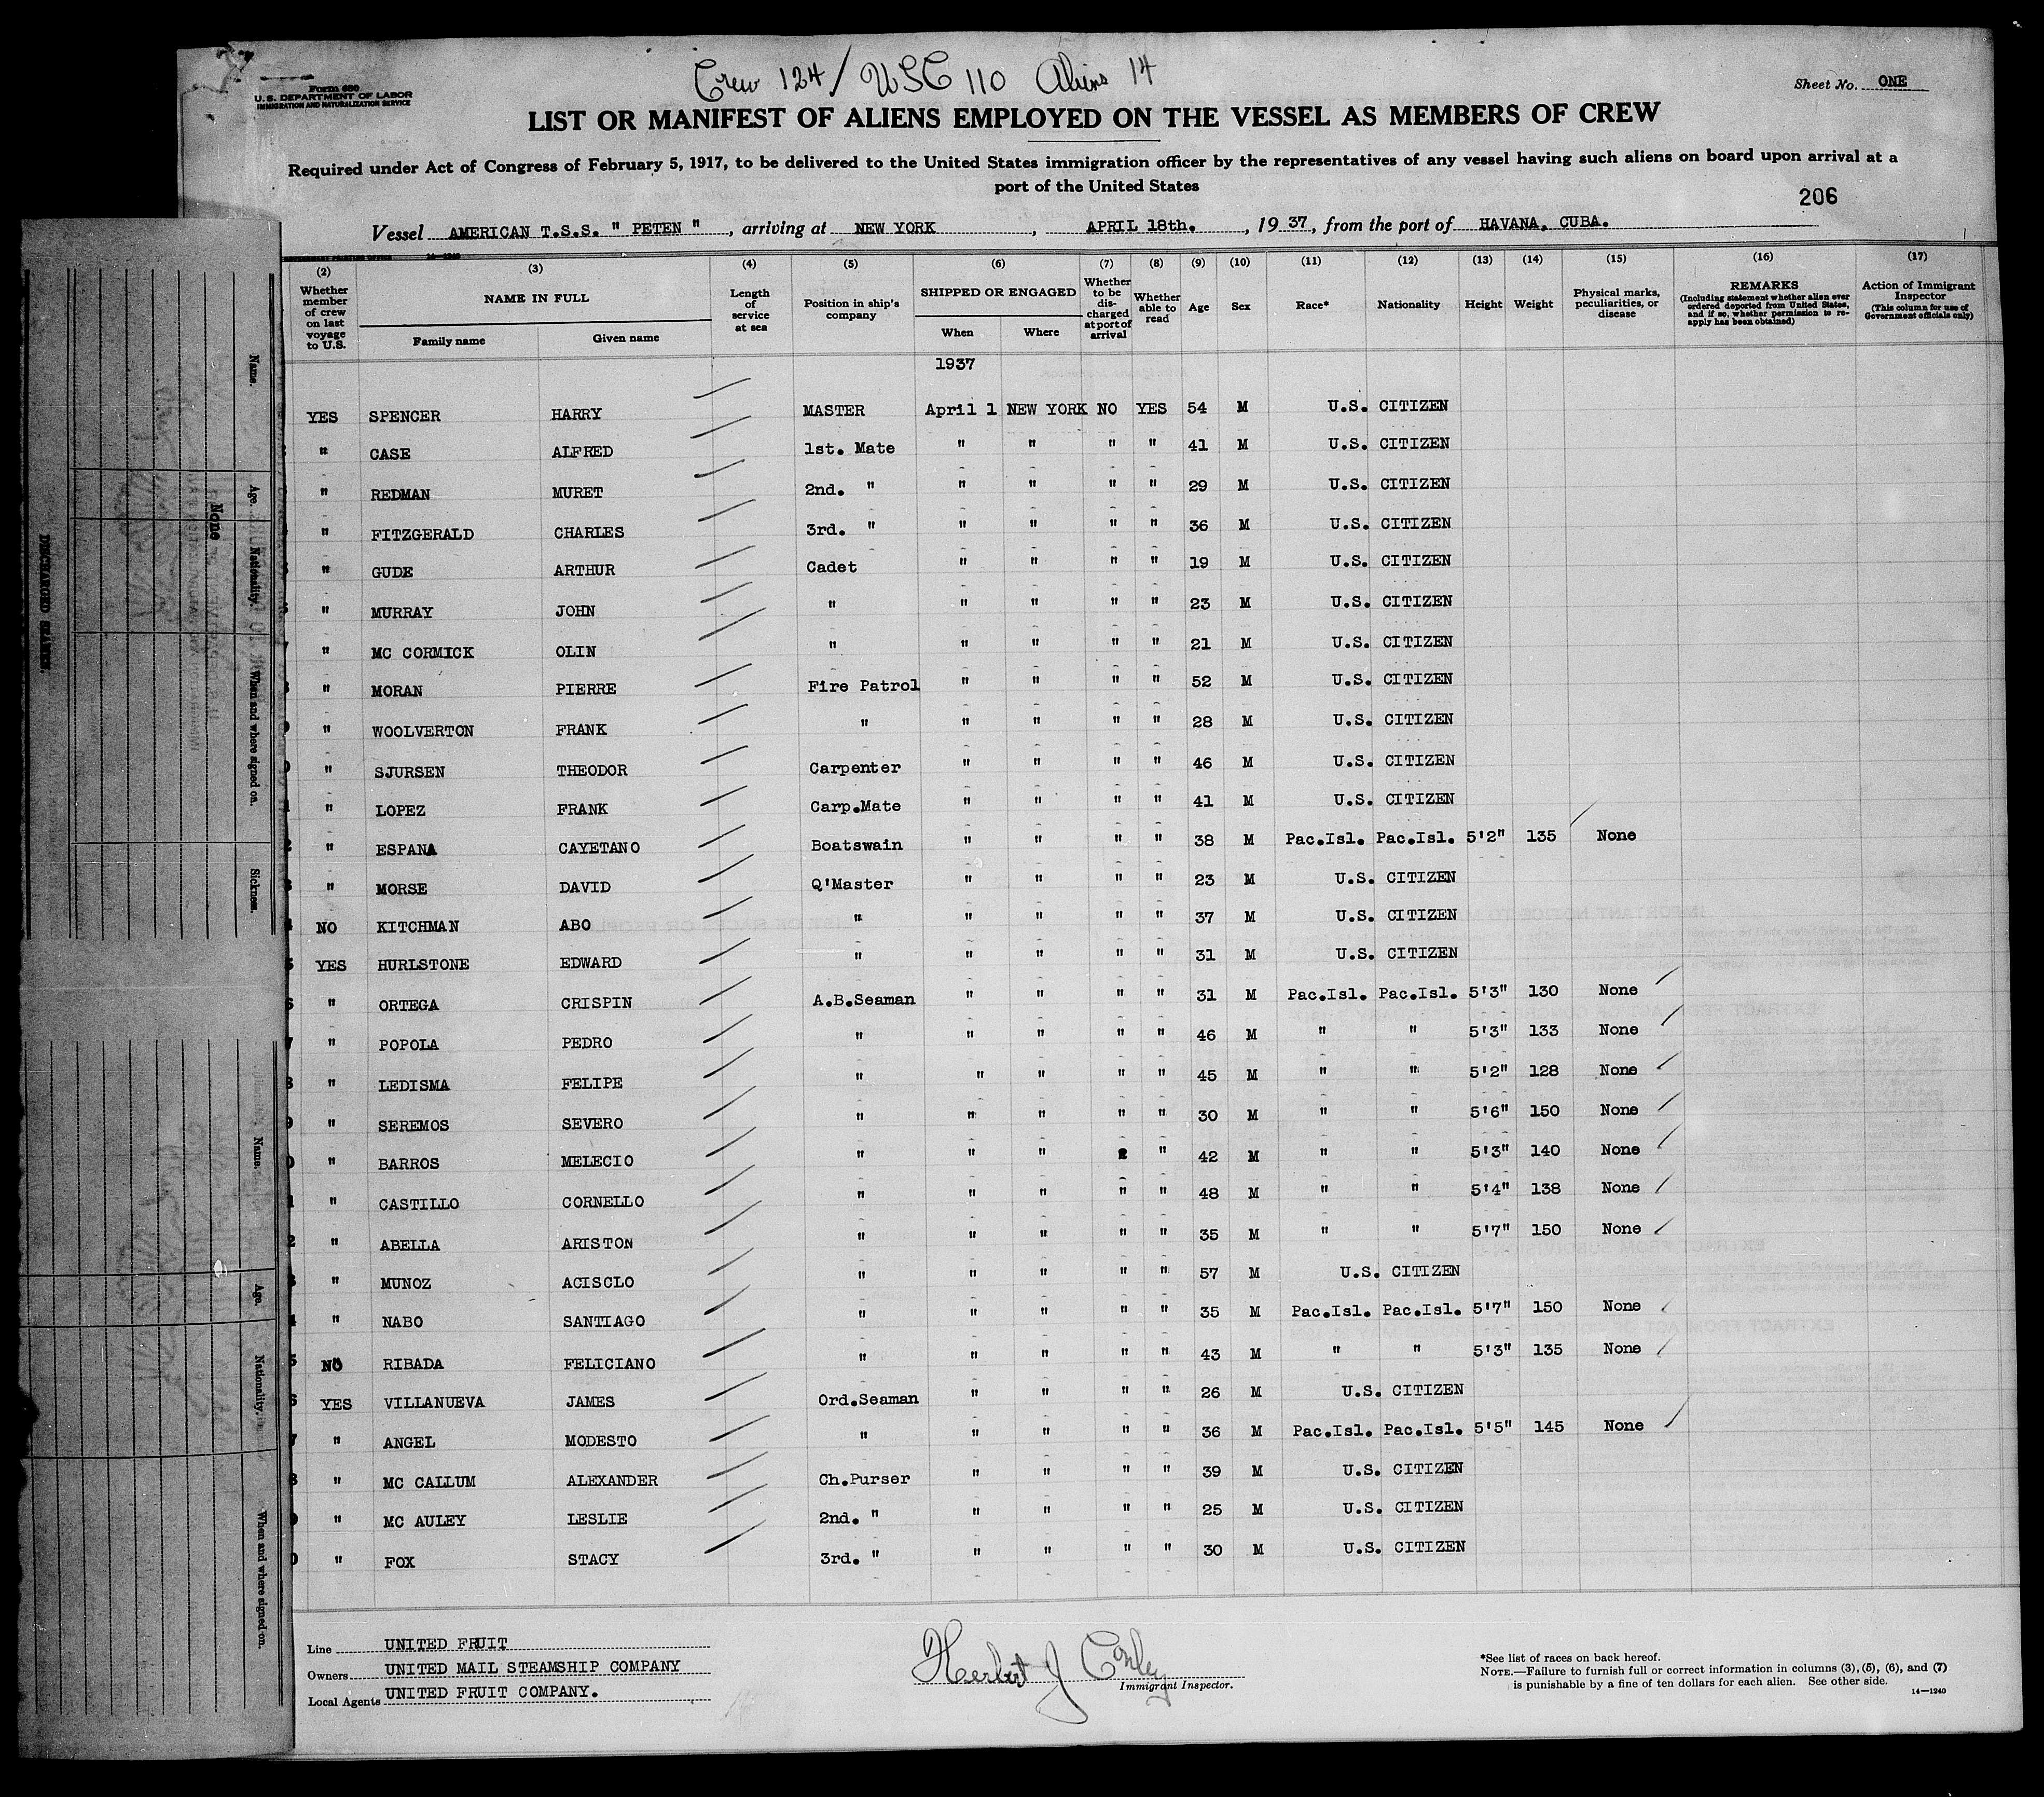 Crew 124 / USC 110 Aliens 14
Form 680
U.S. DEPARTMENT OF LABOR
IMMIGRATION AND NATURALIZATION SERVICE
Sheet No. ONE
LIST OR MANIFEST OF ALIENS EMPLOYED ON THE VESSEL AS MEMBERS OF CREW
Required under Act of Congress of February 5, 1917, to be delivered to the United States immigration officer by the representatives of any vessel having such aliens on board upon arrival at a
port of the United States
206
Vessel AMERICAN T.S.S. " PETEN ", arriving at NEW YORK, APRIL 18th., 1937, from the port of HAVANA, CUBA.
(2) (3) (4) (5) (6) (7) (8) (9) (10) (11) (12) (13) (14) (15) (16) (17)
Whether member of crew on last voyage to U.S. NAME IN FULL Family name Given name Length of service at sea Position in ship's company SHIPPED OR ENGAGED When Where Whether to be discharged at port of arrival Whether able to read Age Sex Race* Nationality Height Weight Physical marks, peculiarities, or disease REMARKS (Including statement whether alien ever ordered deported from United States, and if so, whether permission to re-apply has been obtained) Action of Immigrant Inspector (This column for use of Government officials only)
1937
YES SPENCER HARRY MASTER April 1 NEW YORK NO YES 54 M U.S. CITIZEN
" CASE ALFRED 1st. Mate " " " " 41 M U.S. CITIZEN
" REDMAN MURET 2nd. " " " " " 29 M U.S. CITIZEN
" FITZGERALD CHARLES 3rd. " " " " " 36 M U.S. CITIZEN
" GUDE ARTHUR Cadet " " " " 19 M U.S. CITIZEN
" MURRAY JOHN " " " " " 23 M U.S. CITIZEN
" MC CORMICK OLIN " " " " " 21 M U.S. CITIZEN
" MORAN PIERRE Fire Patrol " " " " 52 M U.S. CITIZEN
" WOOLVERTON FRANK " " " " " 28 M U.S. CITIZEN
" SJURSEN THEODOR Carpenter " " " " 46 M U.S. CITIZEN
" LOPEZ FRANK Carp.Mate " " " " 41 M U.S. CITIZEN
" ESPANA CAYETANO Boatswain " " " " 38 M Pac.Isl. Pac.Isl. 5'2" 135 None
" MORSE DAVID Q'Master " " " " 23 M U.S. CITIZEN
NO KITCHMAN ABO " " " " " 37 M U.S. CITIZEN
YES HURLSTONE EDWARD " " " " " 31 M U.S. CITIZEN
" ORTEGA CRISPIN A.B.Seaman " " " " 31 M Pac.Isl. Pac.Isl. 5'3" 130 None
" POPOLA PEDRO " " " " " 46 M " " 5'3" 133 None
" LEDISMA FELIPE " " " " " 45 M " " 5'2" 128 None
" SEREMOS SEVERO " " " " " 30 M " " 5'6" 150 None
" BARROS MELECIO " " " " 42 M " " 5'3" 140 None
" CASTILLO CORNELLO " " " " " 48 M " " 5'4" 138 None
" ABELLA ARISTON " " " " " 35 M " " 5'7" 150 None
" MUNOZ ACISCLO " " " " " 57 M U.S. CITIZEN
" NABO SANTIAGO " " " " " 35 M Pac.Isl. Pac.Isl. 5'7" 150 None
NO RIBADA FELICIANO " " " " " 43 M " " 5'3" 135 None
YES VILLANUEVA JAMES Ord.Seaman " " " " 26 M U.S. CITIZEN
" ANGEL MODESTO " " " " " 36 M Pac.Isl. Pac.Isl. 5'5" 145 None
" MC CALLUM ALEXANDER Ch.Purser " " " " 39 M U.S. CITIZEN
" MC AULEY LESLIE 2nd. " " " " " 25 M U.S. CITIZEN
" FOX STACY 3rd. " " " " " 30 M U.S. CITIZEN
Line UNITED FRUIT
Owners UNITED MAIL STEAMSHIP COMPANY
Local Agents UNITED FRUIT COMPANY.
Herbert J Conley
Immigrant Inspector.
*See list of races on back hereof.
NOTE.—Failure to furnish full or correct information in columns (3), (5), (6), and (7)
is punishable by a fine of ten dollars for each alien. See other side.
14—1240
DISCHARGED SEAMEN.
Name. Age. Nationality. When and where signed on. Sickness.
None
Name. Age. Nationality. When and where signed on.